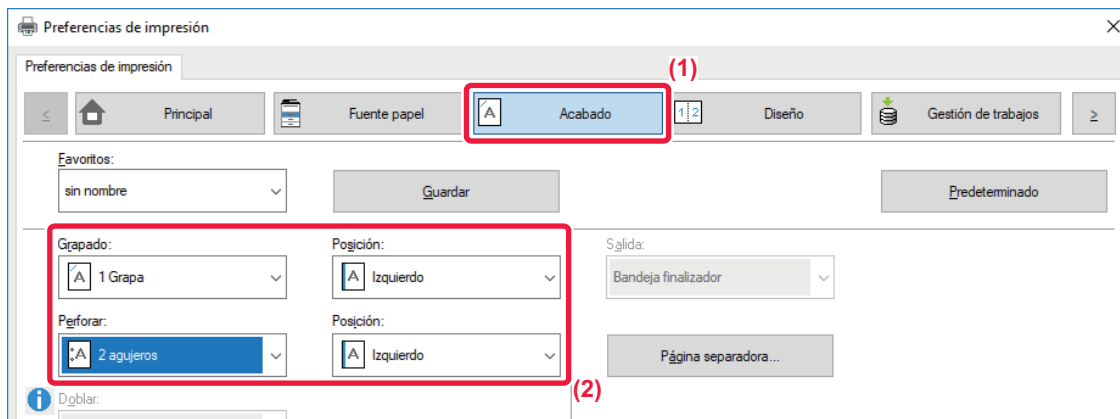 Preferencias de impresión
Preferencias de impresión
(1)
Principal Fuente papel Acabado Diseño Gestión de trabajos
Favoritos:
sin nombre Guardar Predeterminado
Grapado: Posición: Salida:
1 Grapa Izquierdo Bandeja finalizador
Perforar: Posición:
2 agujeros Izquierdo Página separadora...
(2)
Doblar: